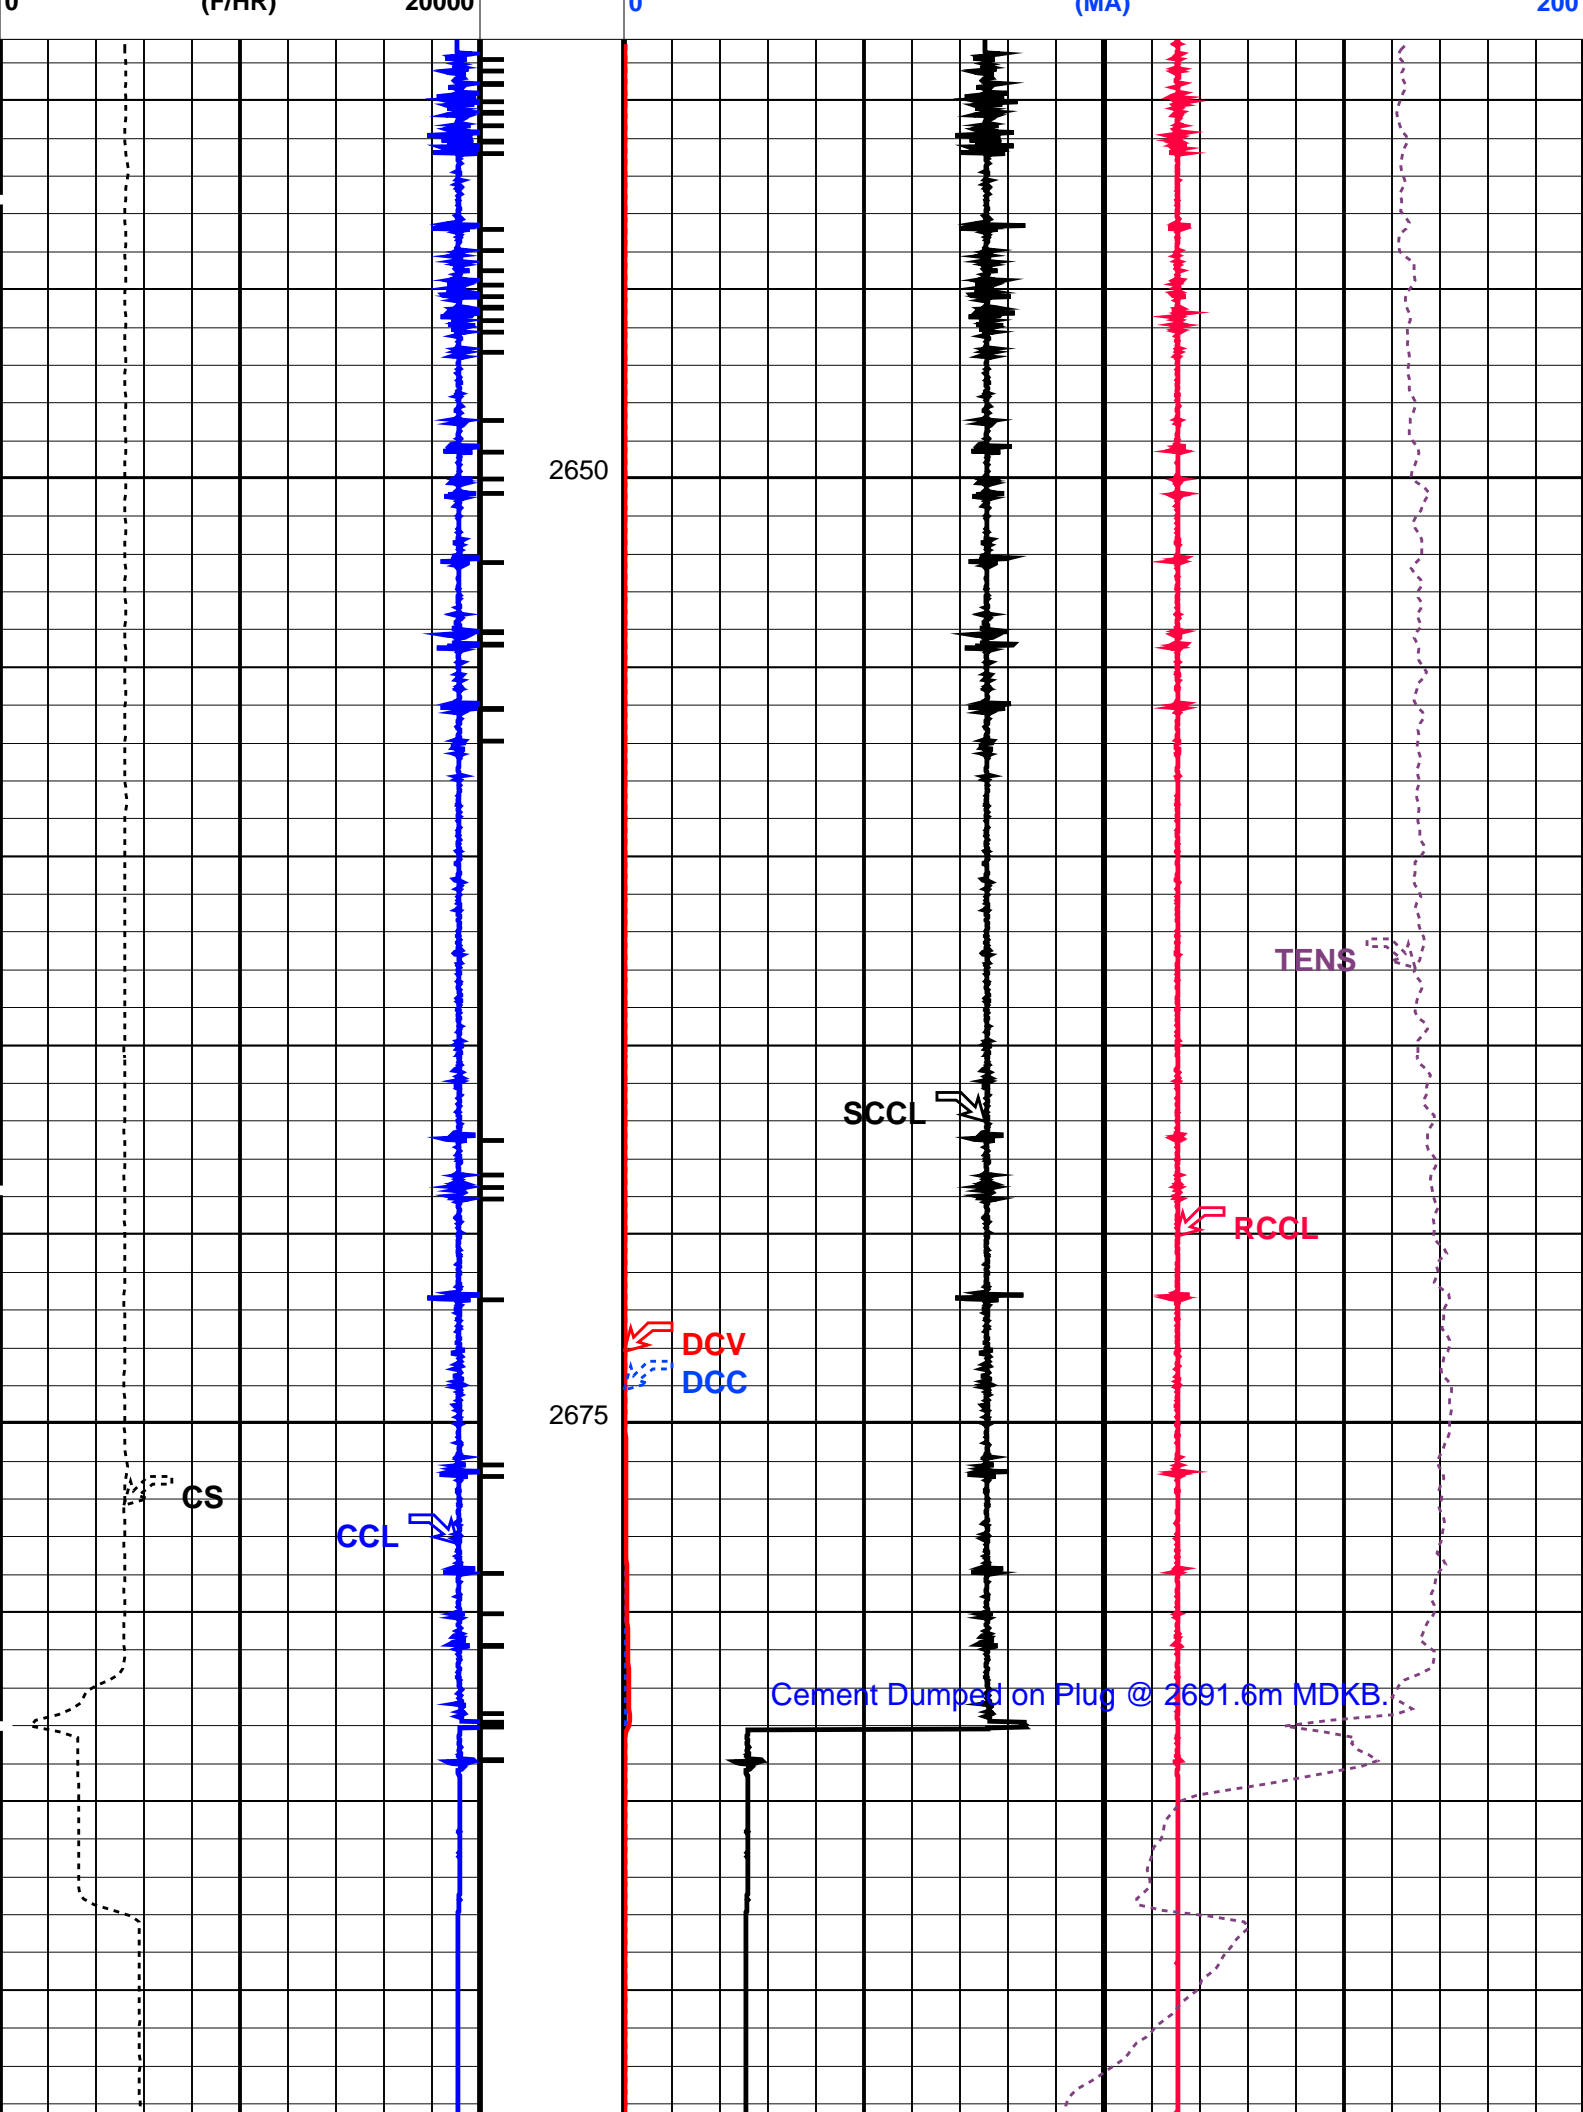 0 (F/HR) 20000 0 (MA) 200
2650
TENS
SCCL
RCCL
DCV
DCC
2675
CS
CCL
Cement Dumped on Plug @ 2691.6m MDKB.